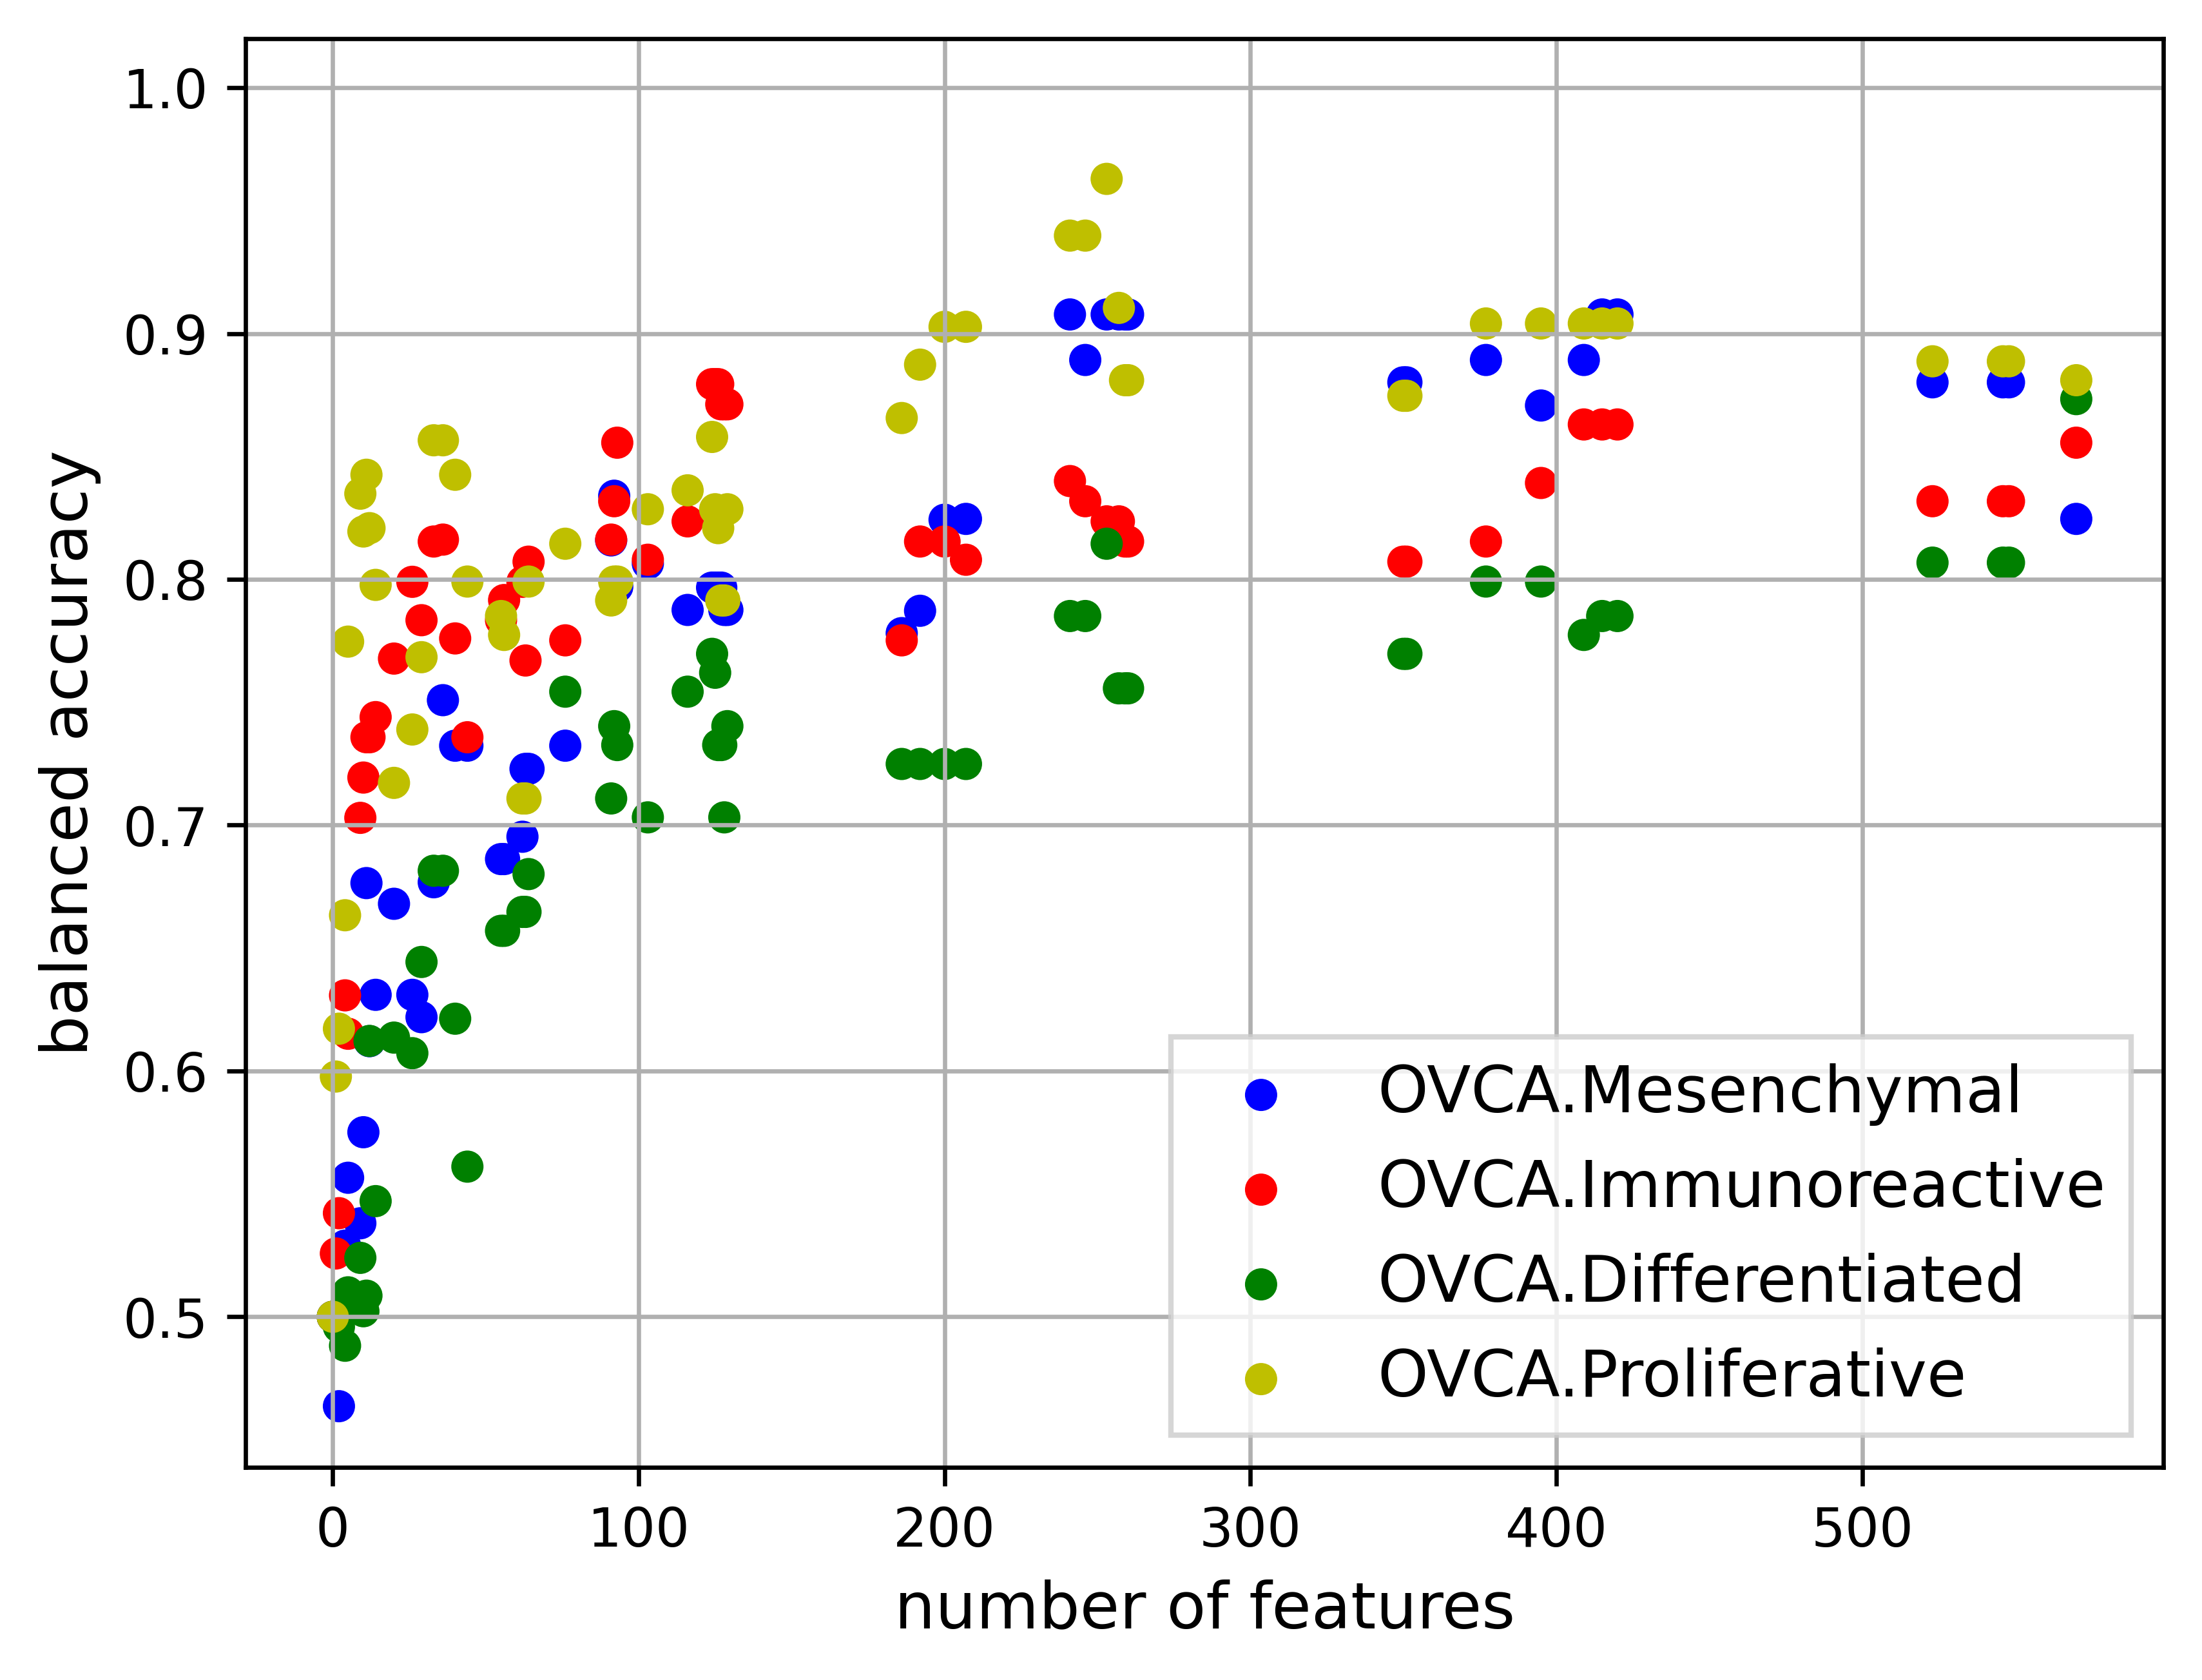 1.0
0.9
0.8
0.7
0.6
0.5
balanced accuracy
OVCA.Mesenchymal
OVCA.Immunoreactive
OVCA.Differentiated
OVCA.Proliferative
0 100 200 300 400 500
number of features